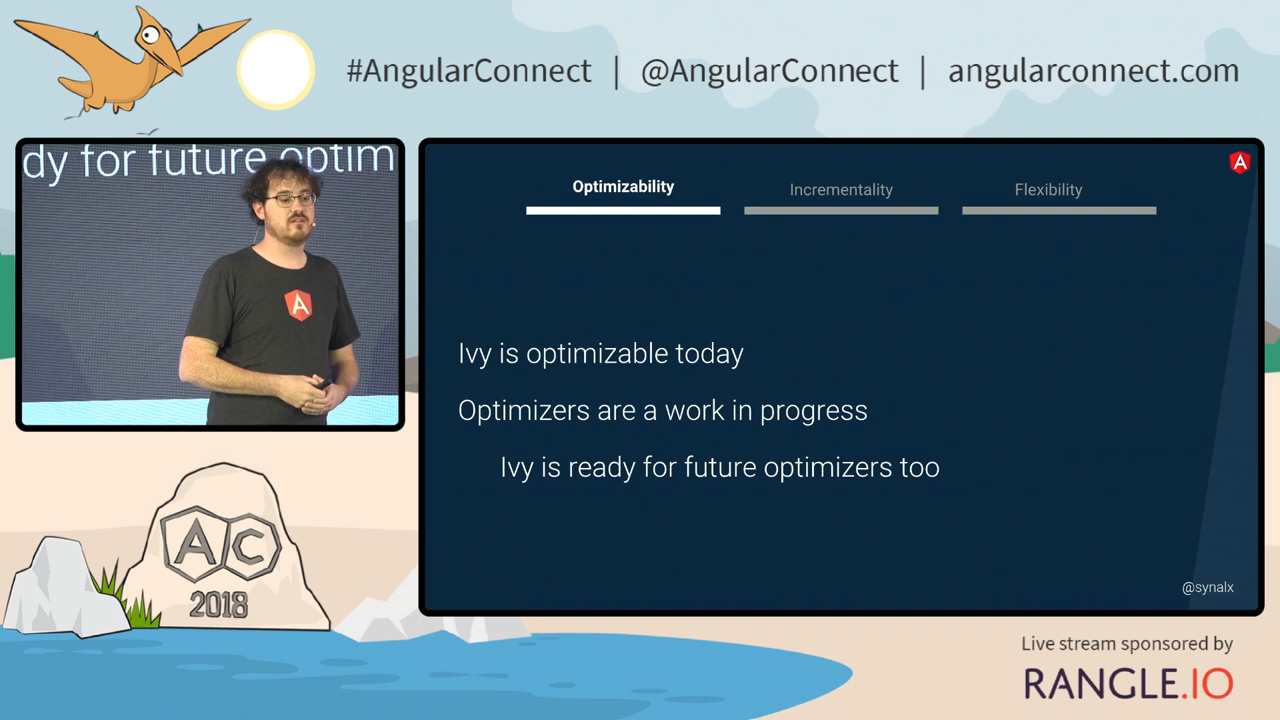 #AngularConnect | @AngularConnect | angularconnect.com
dy for future optim
A
A
Optimizability
Incrementality
Flexibility
Ivy is optimizable today
Optimizers are a work in progress
Ivy is ready for future optimizers too
@synalx
AC
2018
Live stream sponsored by
RANGLE.IO